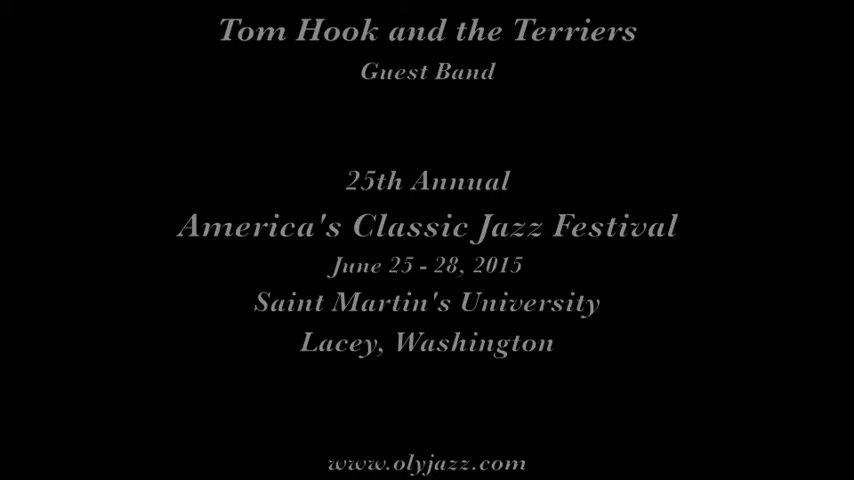 Tom Hook and the Terriers
Guest Band
25th Annual
America's Classic Jazz Festival
June 25 - 28, 2015
Saint Martin's University
Lacey, Washington
www.olyjazz.com